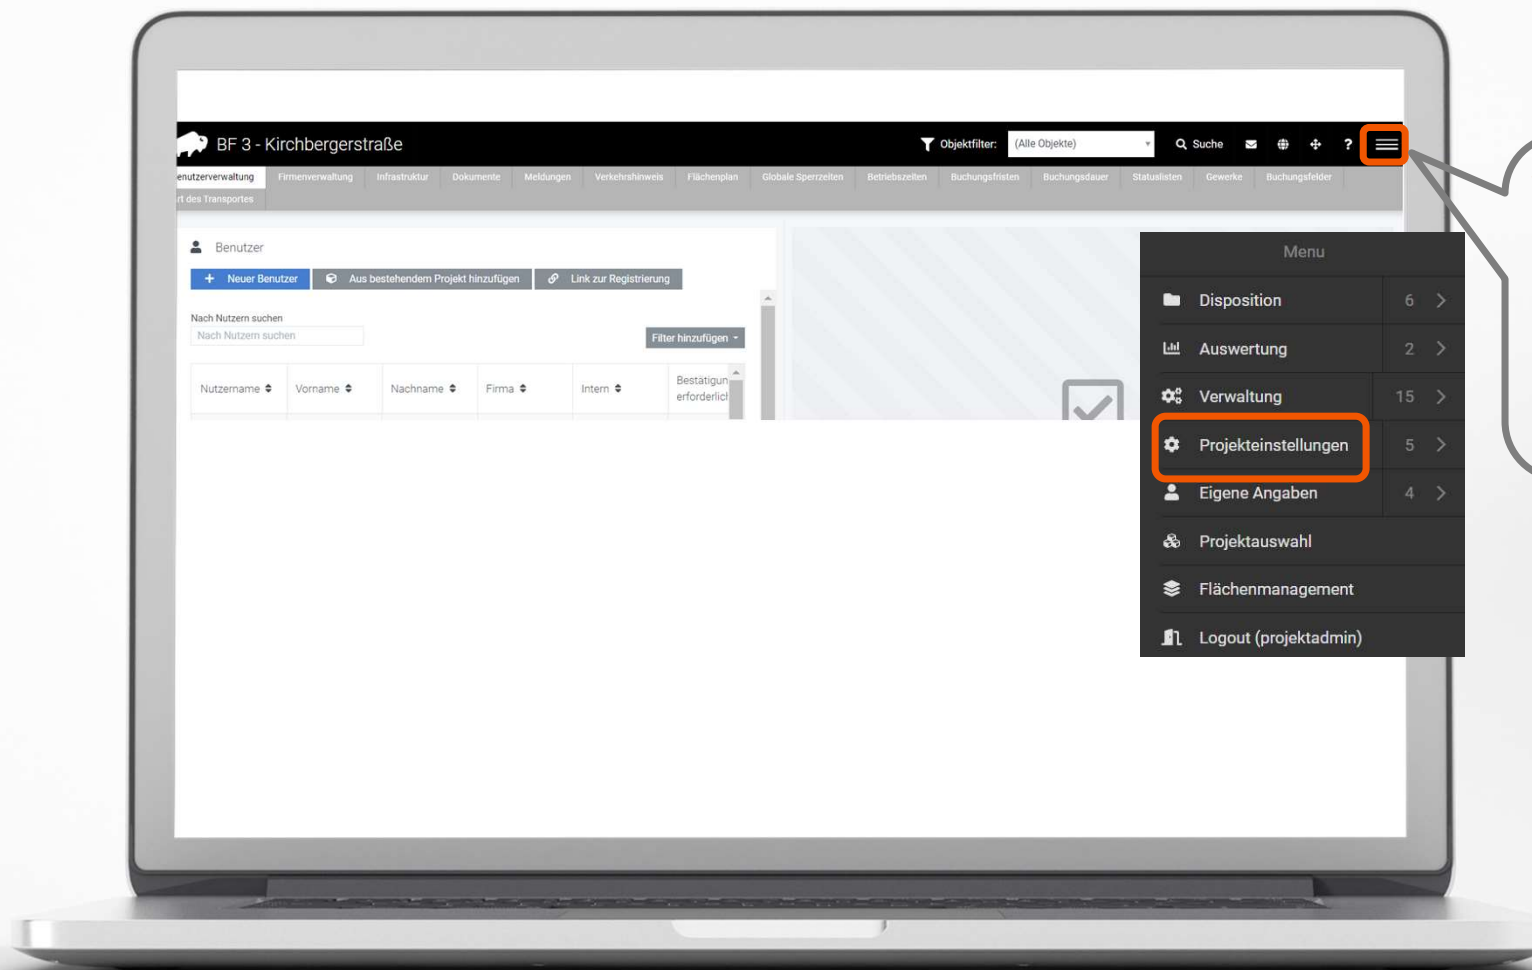 BF 3 - Kirchbergerstraße
Objektfilter: (Alle Objekte) Suche ?
enutzerverwaltung Firmenverwaltung Infrastruktur Dokumente Meldungen Verkehrshinweis Flächenplan Globale Sperrzeiten Betriebszeiten Buchungsfristen Buchungsdauer Statuslisten Gewerke Buchungsfelder
rt des Transportes
Benutzer
+ Neuer Benutzer Aus bestehendem Projekt hinzufügen Link zur Registrierung
Nach Nutzern suchen
Nach Nutzern suchen
Filter hinzufügen
Nutzername Vorname Nachname Firma Intern Bestätigun
erforderlich
Menu
Disposition 6 >
Auswertung 2 >
Verwaltung 15 >
Projekteinstellungen 5 >
Eigene Angaben 4 >
Projektauswahl
Flächenmanagement
Logout (projektadmin)